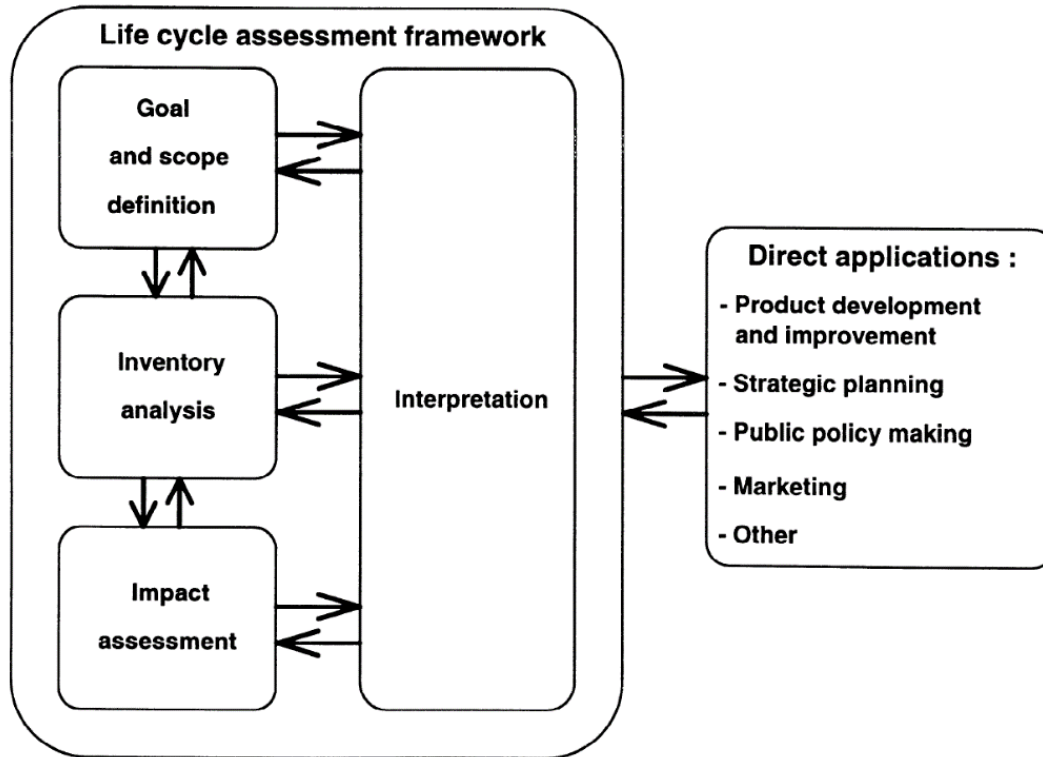 Life cycle assessment framework
Goal
and scope
definition
Inventory
analysis
Impact
assessment
Interpretation
Direct applications :
- Product development
and improvement
- Strategic planning
- Public policy making
- Marketing
- Other